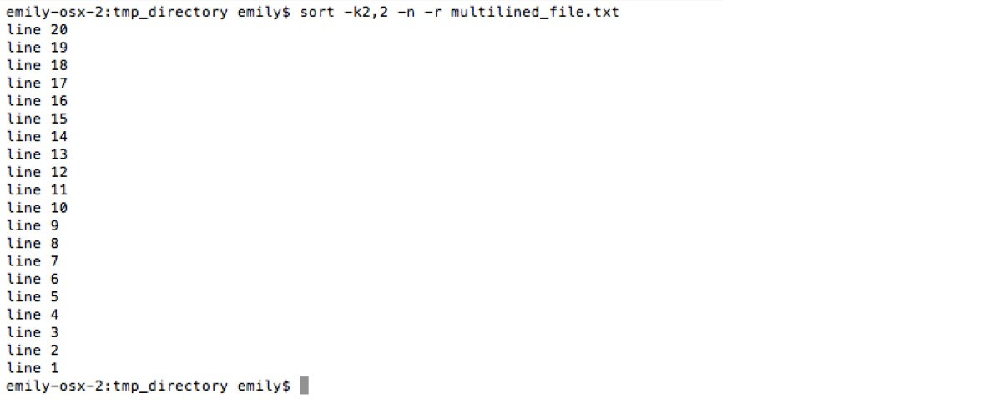 emily-osx-2:tmp_directory emily$ sort -k2,2 -n -r multilined_file.txt
line 20
line 19
line 18
line 17
line 16
line 15
line 14
line 13
line 12
line 11
line 10
line 9
line 8
line 7
line 6
line 5
line 4
line 3
line 2
line 1
emily-osx-2:tmp_directory emily$